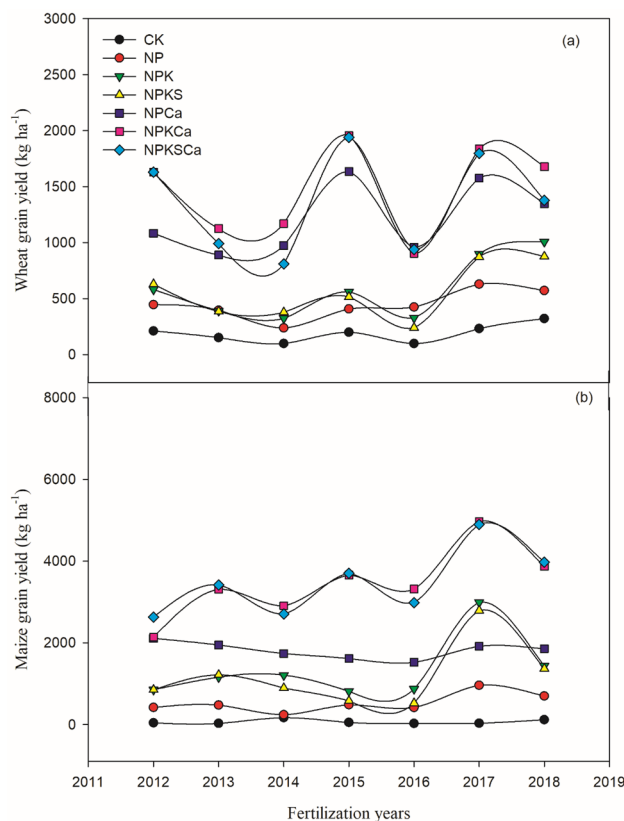 3000
2500
2000
1500
1000
500
0
Wheat grain yield (kg ha⁻¹)
CK
NP
NPK
NPKS
NPCa
NPKCa
NPKSCa
(a)
8000
6000
4000
2000
0
Maize grain yield (kg ha⁻¹)
(b)
2011 2012 2013 2014 2015 2016 2017 2018 2019
Fertilization years